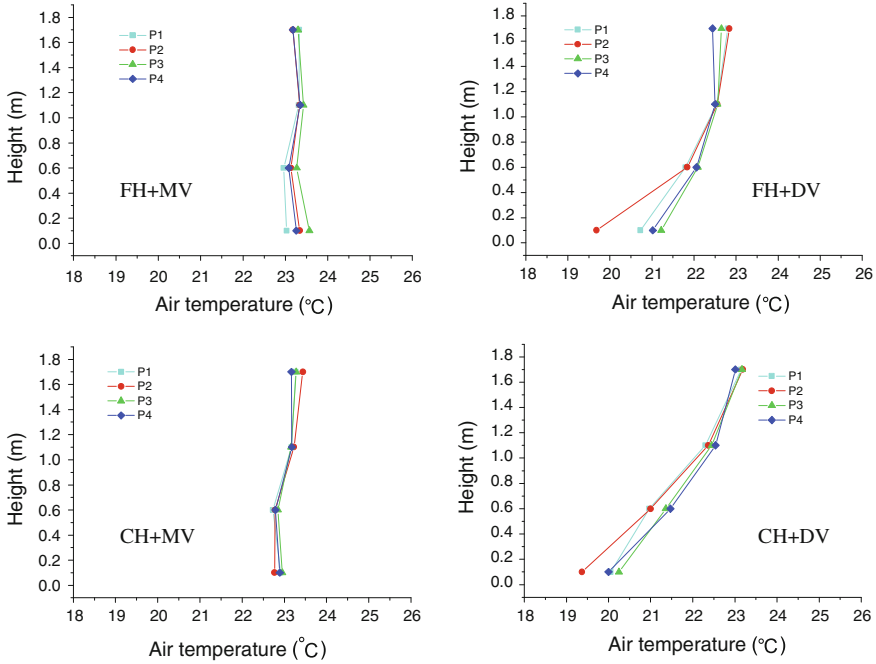 1.8
1.6
1.4
1.2
1.0
0.8
0.6
0.4
0.2
0.0
Height (m)
P1
P2
P3
P4
FH+MV
18 19 20 21 22 23 24 25 26
Air temperature (℃)
1.8
1.6
1.4
1.2
1.0
0.8
0.6
0.4
0.2
0.0
Height (m)
P1
P2
P3
P4
FH+DV
18 19 20 21 22 23 24 25 26
Air temperature (℃)
1.8
1.6
1.4
1.2
1.0
0.8
0.6
0.4
0.2
0.0
Height (m)
P1
P2
P3
P4
CH+MV
18 19 20 21 22 23 24 25 26
Air temperature (°C)
1.8
1.6
1.4
1.2
1.0
0.8
0.6
0.4
0.2
0.0
Height (m)
P1
P2
P3
P4
CH+DV
18 19 20 21 22 23 24 25 26
Air temperature (℃)